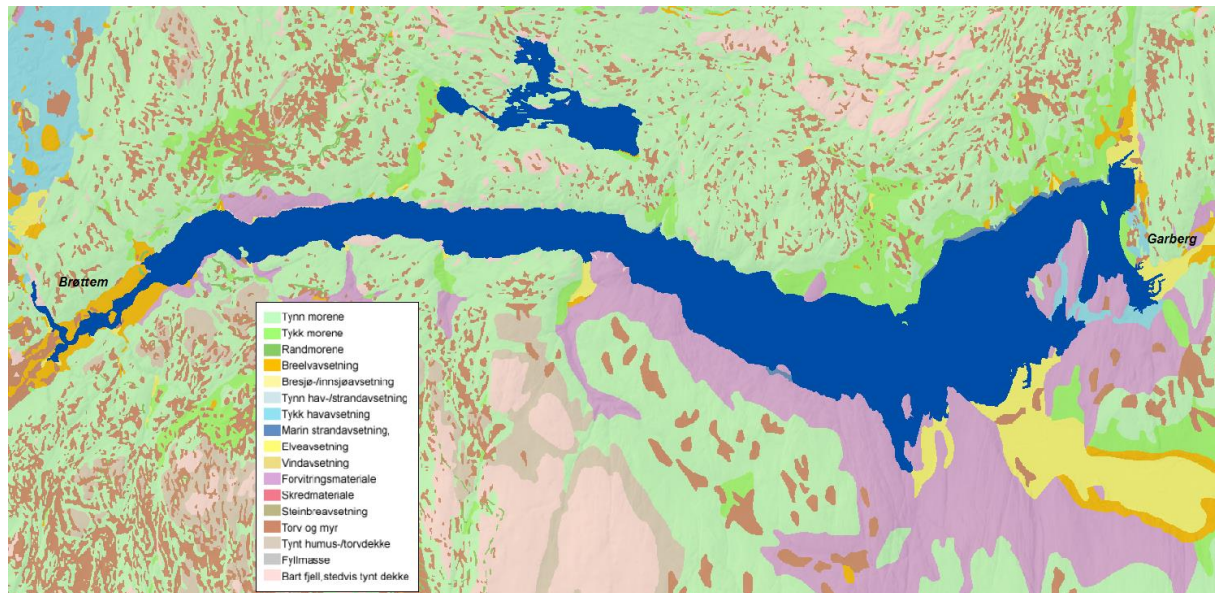 Brøttem
Garberg
Tynn morene
Tykk morene
Randmorene
Breelvavsetning
Bresjø-/innsjøavsetning
Tynn hav-/strandavsetning
Tykk havavsetning
Marin strandavsetning,
Elveavsetning
Vindavsetning
Forvitringsmateriale
Skredmateriale
Steinbreavsetning
Torv og myr
Tynt humus-/torvdekke
Fyllmasse
Bart fjell,stedvis tynt dekke